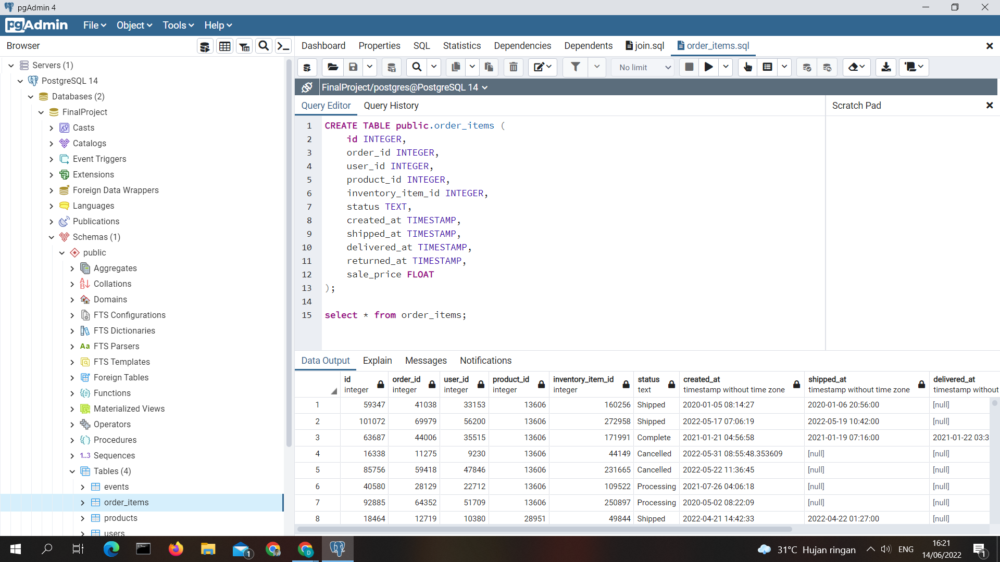 pgAdmin 4
pgAdmin File Object Tools Help
Browser
Dashboard Properties SQL Statistics Dependencies Dependents join.sql order_items.sql
No limit
FinalProject/postgres@PostgreSQL 14
Query Editor Query History
Scratch Pad
Servers (1)
PostgreSQL 14
Databases (2)
FinalProject
Casts
Catalogs
Event Triggers
Extensions
Foreign Data Wrappers
Languages
Publications
Schemas (1)
public
Aggregates
Collations
Domains
FTS Configurations
FTS Dictionaries
Aa FTS Parsers
FTS Templates
Foreign Tables
Functions
Materialized Views
Operators
Procedures
1..3 Sequences
Tables (4)
events
order_items
products
users
1 CREATE TABLE public.order_items (
2 id INTEGER,
3 order_id INTEGER,
4 user_id INTEGER,
5 product_id INTEGER,
6 inventory_item_id INTEGER,
7 status TEXT,
8 created_at TIMESTAMP,
9 shipped_at TIMESTAMP,
10 delivered_at TIMESTAMP,
11 returned_at TIMESTAMP,
12 sale_price FLOAT
13 );
14
15 select * from order_items;
Data Output Explain Messages Notifications
id order_id user_id product_id inventory_item_id status created_at shipped_at delivered_at
integer integer integer integer integer text timestamp without time zone timestamp without time zone timestamp without
1 59347 41038 33153 13606 160256 Shipped 2020-01-05 08:14:27 2020-01-06 20:56:00 [null]
2 101072 69979 56200 13606 272958 Shipped 2022-05-17 07:06:19 2022-05-19 10:42:00 [null]
3 63687 44006 35515 13606 171991 Complete 2021-01-21 04:56:58 2021-01-19 07:16:00 2021-01-22 03:3
4 16338 11275 9230 13606 44149 Cancelled 2022-05-31 08:55:48.353609 [null] [null]
5 85756 59418 47846 13606 231665 Cancelled 2022-05-22 11:36:45 [null] [null]
6 40580 28129 22712 13606 109522 Processing 2021-07-26 04:06:18 [null] [null]
7 92885 64352 51709 13606 250897 Processing 2020-05-02 08:22:09 [null] [null]
8 18464 12719 10380 28951 49844 Shipped 2022-04-21 14:42:33 2022-04-22 01:27:00 [null]
1
D
31°C Hujan ringan
ENG
16:21
14/06/2022
1